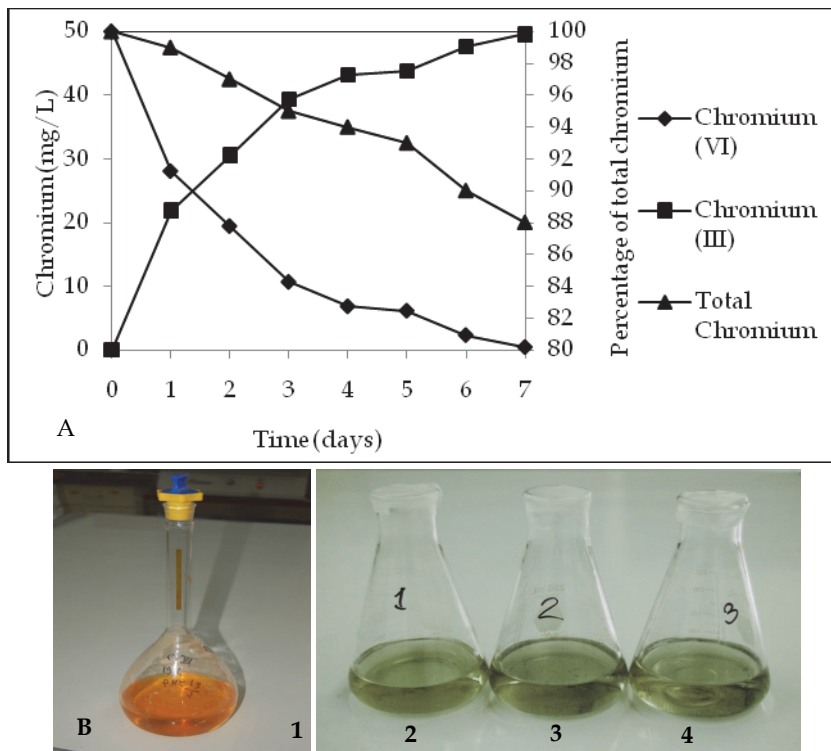 50
40
30
20
10
0
Chromium (mg/L)
0 1 2 3 4 5 6 7
Time (days)
A
100
98
96
94
92
90
88
86
84
82
80
Percentage of total chromium
Chromium
(VI)
Chromium
(III)
Total
Chromium
B
1
1
2
3
2
3
4